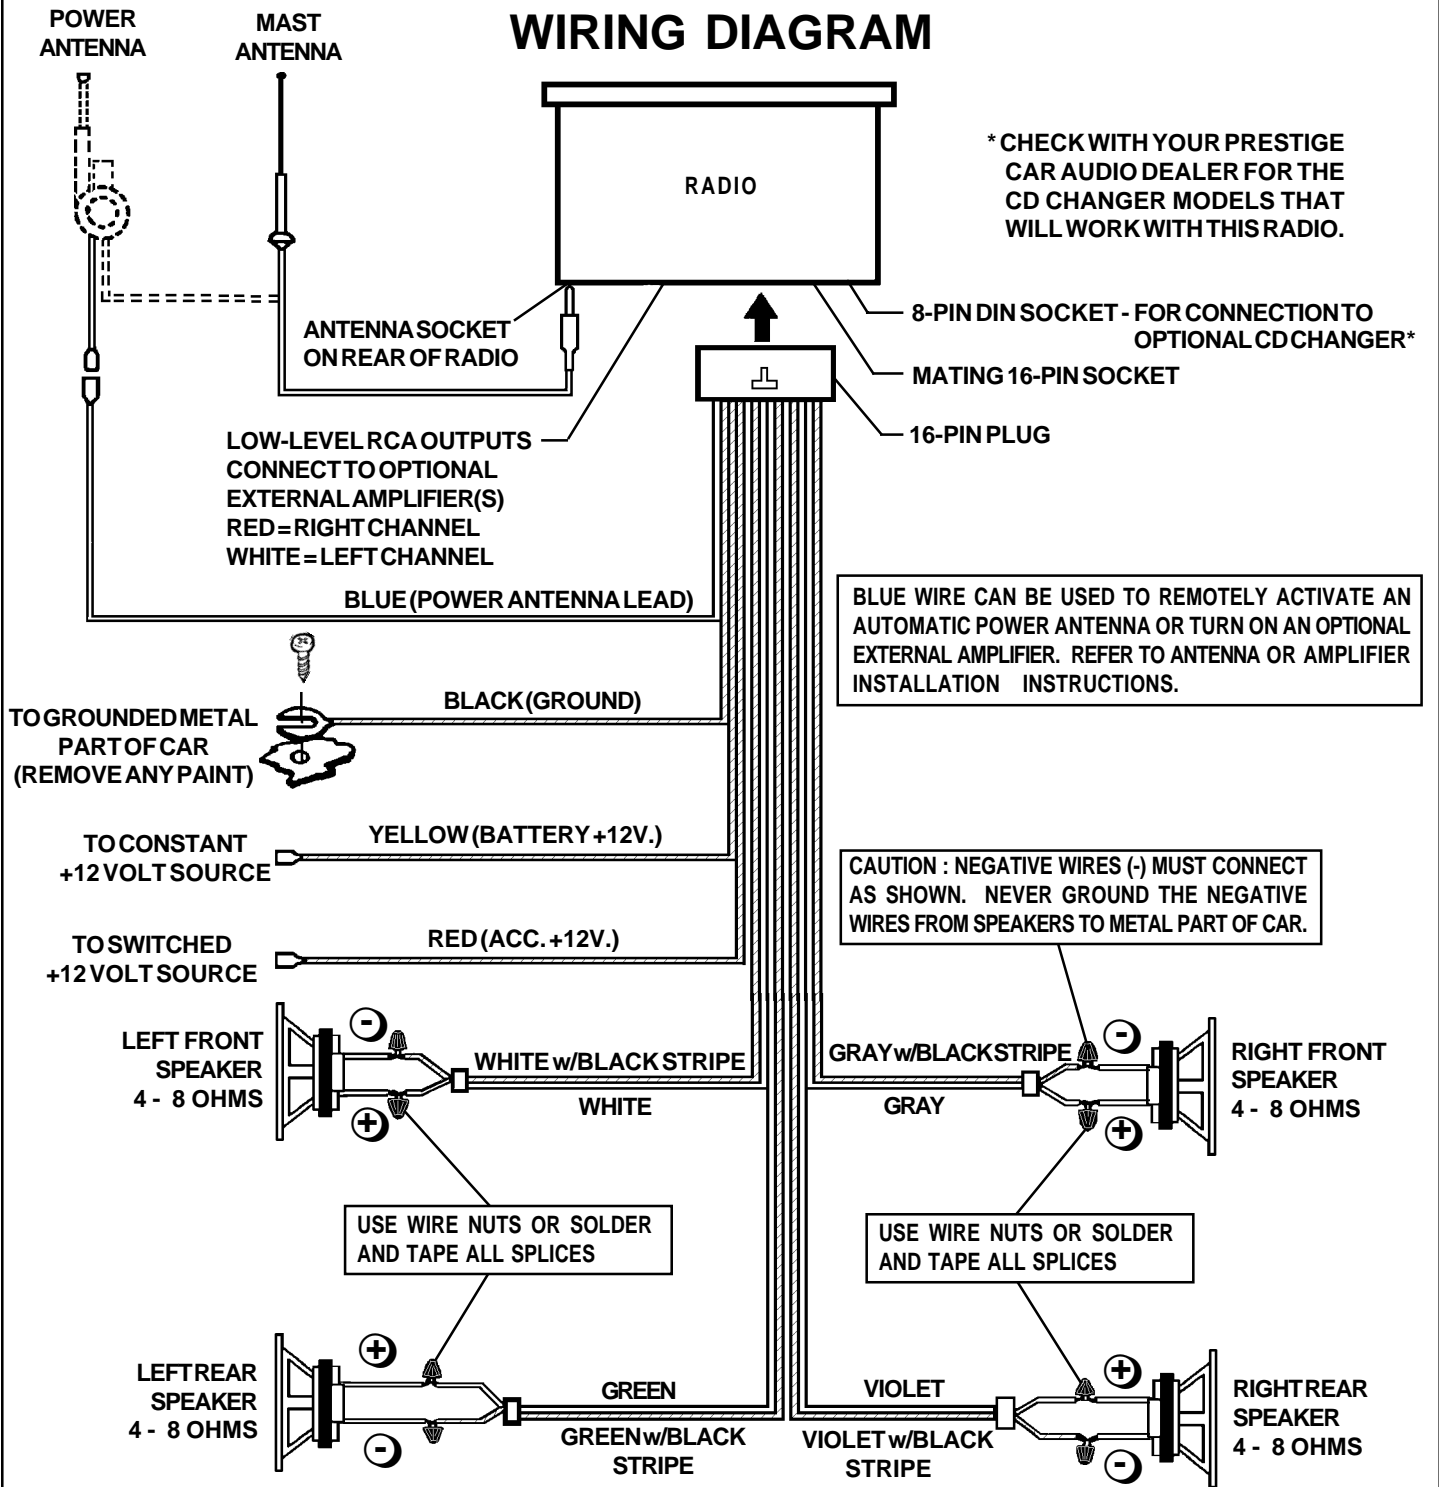 WIRING DIAGRAM
POWER
ANTENNA
MAST
ANTENNA
RADIO
* CHECK WITH YOUR PRESTIGE
CAR AUDIO DEALER FOR THE
CD CHANGER MODELS THAT
WILL WORK WITH THIS RADIO.
ANTENNA SOCKET
ON REAR OF RADIO
8-PIN DIN SOCKET - FOR CONNECTION TO
OPTIONAL CD CHANGER*
MATING 16-PIN SOCKET
16-PIN PLUG
LOW-LEVEL RCA OUTPUTS
CONNECT TO OPTIONAL
EXTERNAL AMPLIFIER(S)
RED = RIGHT CHANNEL
WHITE = LEFT CHANNEL
BLUE (POWER ANTENNA LEAD)
BLUE WIRE CAN BE USED TO REMOTELY ACTIVATE AN
AUTOMATIC POWER ANTENNA OR TURN ON AN OPTIONAL
EXTERNAL AMPLIFIER. REFER TO ANTENNA OR AMPLIFIER
INSTALLATION INSTRUCTIONS.
BLACK (GROUND)
TO GROUNDED METAL
PART OF CAR
(REMOVE ANY PAINT)
YELLOW (BATTERY +12V.)
TO CONSTANT
+12 VOLT SOURCE
RED (ACC. +12V.)
TO SWITCHED
+12 VOLT SOURCE
CAUTION : NEGATIVE WIRES (-) MUST CONNECT
AS SHOWN. NEVER GROUND THE NEGATIVE
WIRES FROM SPEAKERS TO METAL PART OF CAR.
LEFT FRONT
SPEAKER
4 - 8 OHMS
-
+
WHITE w/BLACK STRIPE
WHITE
GRAY w/BLACK STRIPE
GRAY
-
+
RIGHT FRONT
SPEAKER
4 - 8 OHMS
USE WIRE NUTS OR SOLDER
AND TAPE ALL SPLICES
USE WIRE NUTS OR SOLDER
AND TAPE ALL SPLICES
LEFT REAR
SPEAKER
4 - 8 OHMS
+
-
GREEN
GREEN w/BLACK
STRIPE
VIOLET
VIOLET w/BLACK
STRIPE
+
-
RIGHT REAR
SPEAKER
4 - 8 OHMS